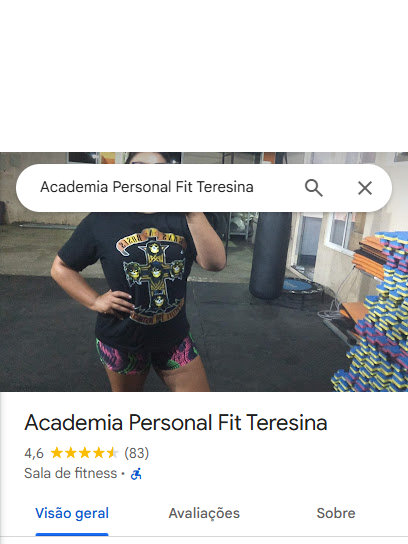 Academia Personal Fit Teresina
Academia Personal Fit Teresina
4,6 (83)
Sala de fitness ·
Visão geral
Avaliações
Sobre